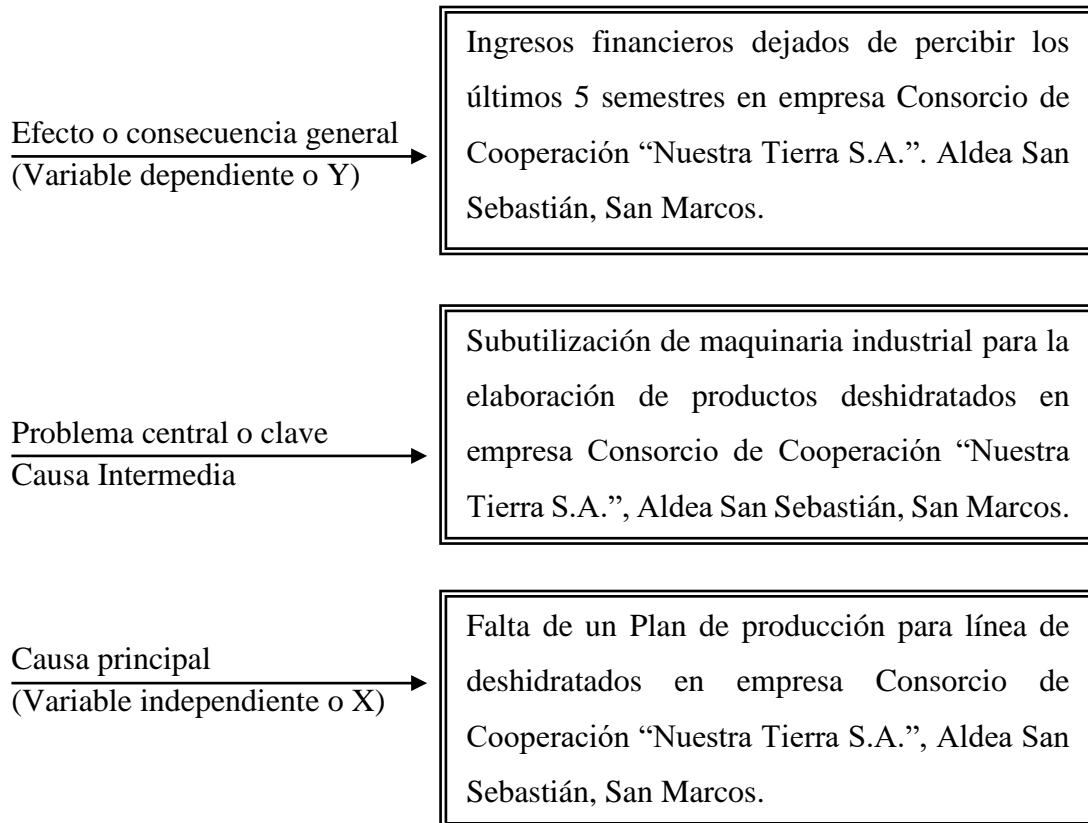 Ingresos financieros dejados de percibir los
últimos 5 semestres en empresa Consorcio de
Cooperación “Nuestra Tierra S.A.”. Aldea San
Sebastián, San Marcos.
Efecto o consecuencia general
(Variable dependiente o Y)
Subutilización de maquinaria industrial para la
elaboración de productos deshidratados en
empresa Consorcio de Cooperación “Nuestra
Tierra S.A.”, Aldea San Sebastián, San Marcos.
Problema central o clave
Causa Intermedia
Falta de un Plan de producción para línea de
deshidratados en empresa Consorcio de
Cooperación “Nuestra Tierra S.A.”, Aldea San
Sebastián, San Marcos.
Causa principal
(Variable independiente o X)